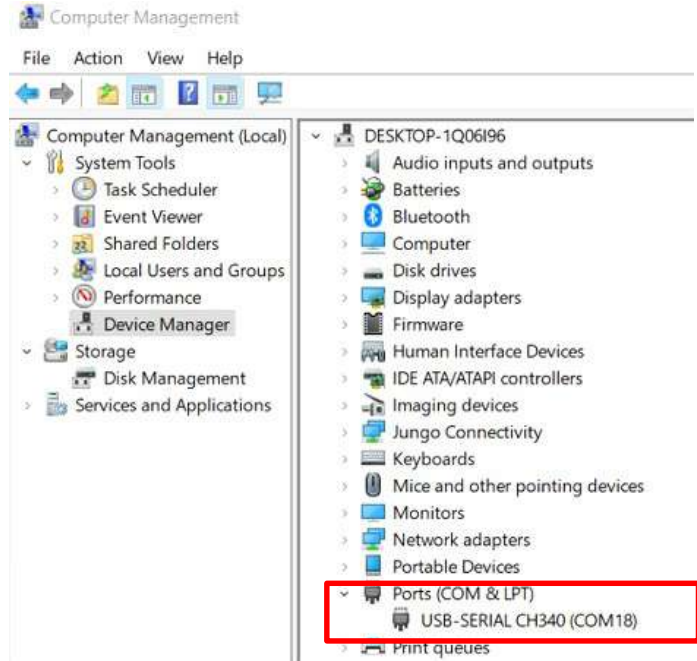 Computer Management
File Action View Help
Computer Management (Local)
System Tools
Task Scheduler
Event Viewer
Shared Folders
Local Users and Groups
Performance
Device Manager
Storage
Disk Management
Services and Applications
DESKTOP-1Q06I96
Audio inputs and outputs
Batteries
Bluetooth
Computer
Disk drives
Display adapters
Firmware
Human Interface Devices
IDE ATA/ATAPI controllers
Imaging devices
Jungo Connectivity
Keyboards
Mice and other pointing devices
Monitors
Network adapters
Portable Devices
Ports (COM & LPT)
USB-SERIAL CH340 (COM18)
Print queues